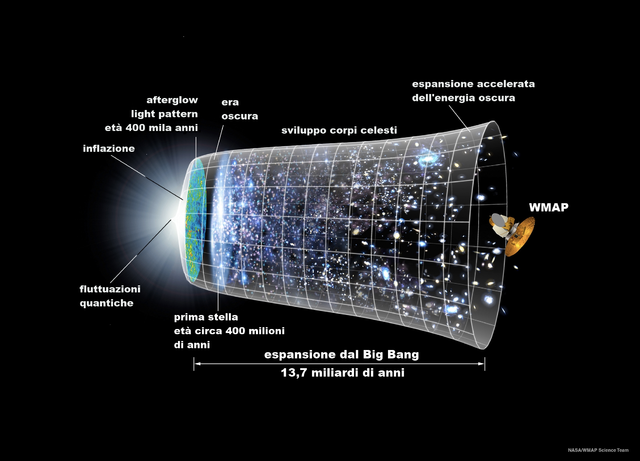 espansione accelerata
dell'energia oscura
afterglow
light pattern
età 400 mila anni
era
oscura
sviluppo corpi celesti
inflazione
WMAP
fluttuazioni
quantiche
prima stella
età circa 400 milioni
di anni
espansione dal Big Bang
13,7 miliardi di anni
NASA/WMAP Science Team